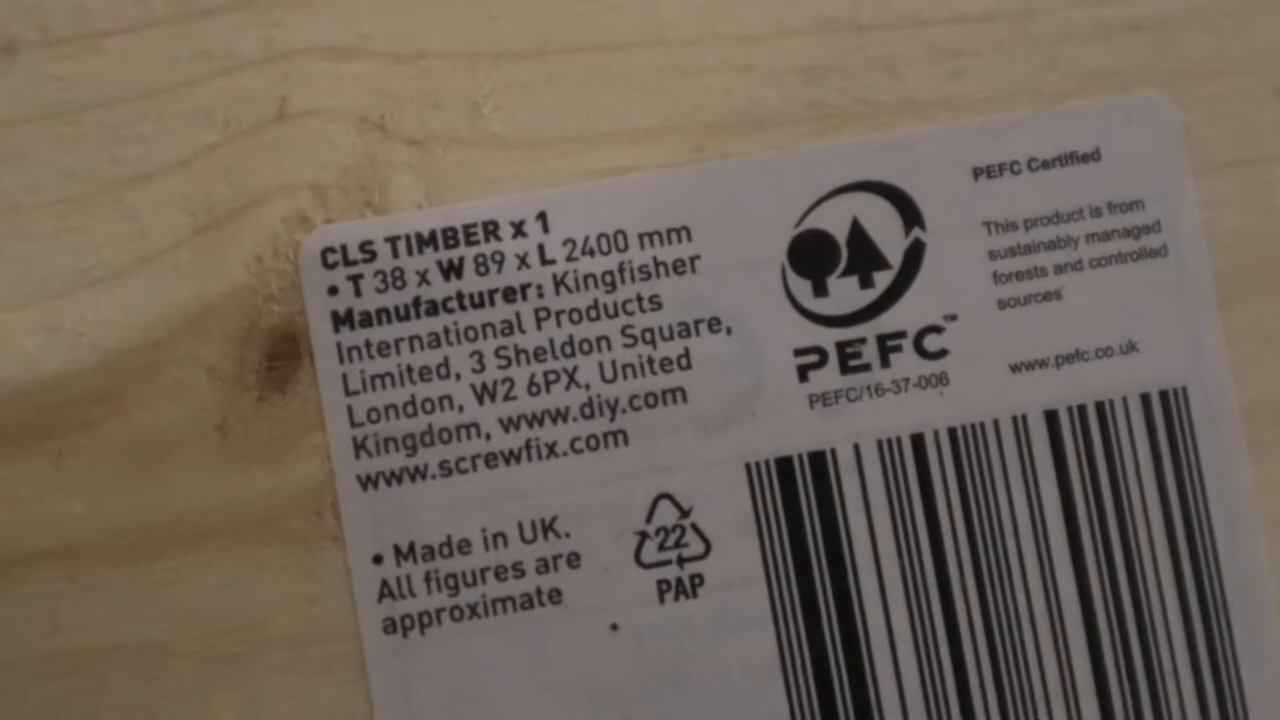 CLS TIMBER x 1
• T 38 x W 89 x L 2400 mm
Manufacturer: Kingfisher
International Products
Limited, 3 Sheldon Square,
London, W2 6PX, United
Kingdom, www.diy.com
www.screwfix.com
• Made in UK.
All figures are
approximate
22
PAP
PEFC™
PEFC/16-37-006
PEFC Certified
This product is from
sustainably managed
forests and controlled
sources
www.pefc.co.uk